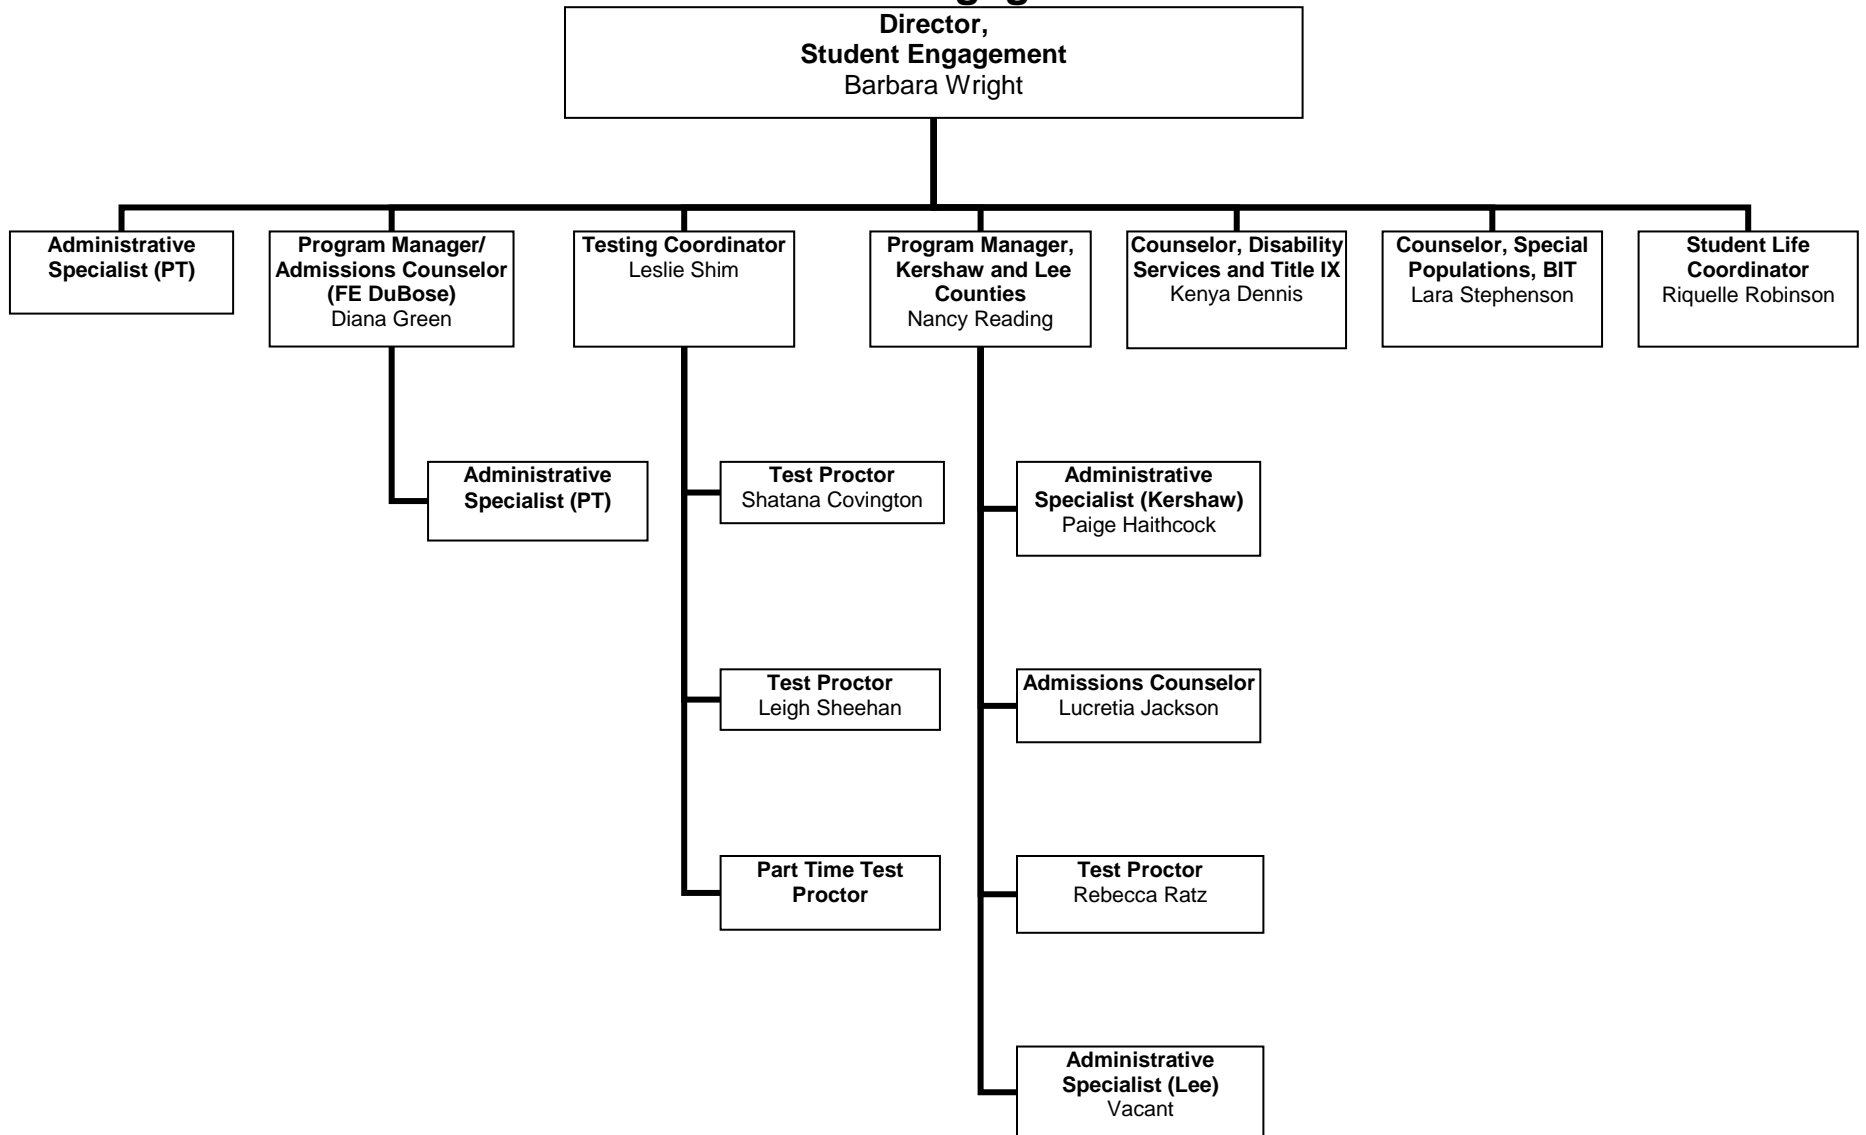 Director,
Student Engagement
Barbara Wright
Administrative
Specialist (PT)
Program Manager/
Admissions Counselor
(FE DuBose)
Diana Green
Testing Coordinator
Leslie Shim
Program Manager,
Kershaw and Lee
Counties
Nancy Reading
Counselor, Disability
Services and Title IX
Kenya Dennis
Counselor, Special
Populations, BIT
Lara Stephenson
Student Life
Coordinator
Riquelle Robinson
Administrative
Specialist (PT)
Test Proctor
Shatana Covington
Administrative
Specialist (Kershaw)
Paige Haithcock
Test Proctor
Leigh Sheehan
Admissions Counselor
Lucretia Jackson
Part Time Test
Proctor
Test Proctor
Rebecca Ratz
Administrative
Specialist (Lee)
Vacant